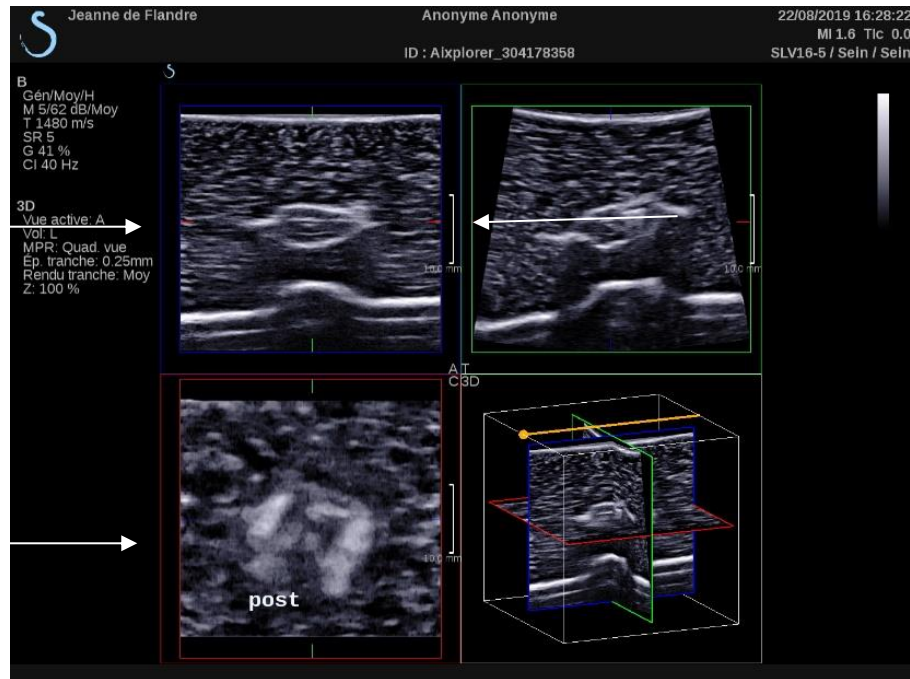 Jeanne de Flandre
Anonyme Anonyme
22/08/2019 16:28:22
MI 1.6 TIc 0.0
ID : Aixplorer_304178358
SLV16-5 / Sein / Sein
B
Gén/Moy/H
M 5/62 dB/Moy
T 1480 m/s
SR 5
G 41 %
CI 40 Hz
3D
Vue active: A
Vol: L
MPR: Quad. vue
Ép. tranche: 0.25mm
Rendu tranche: Moy
Z: 100 %
10.0 mm
10.0 mm
A T
C 3D
10.0 mm
post